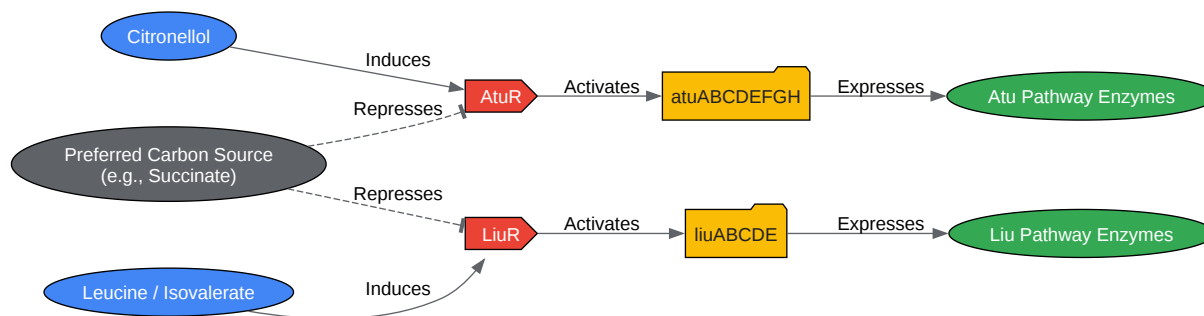 Citronellol
Induces
AtuR
Activates
atuABCDEFGH
Expresses
Atu Pathway Enzymes
Represses
Preferred Carbon Source
(e.g., Succinate)
Represses
LiuR
Activates
liuABCDE
Expresses
Liu Pathway Enzymes
Leucine / Isovalerate
Induces